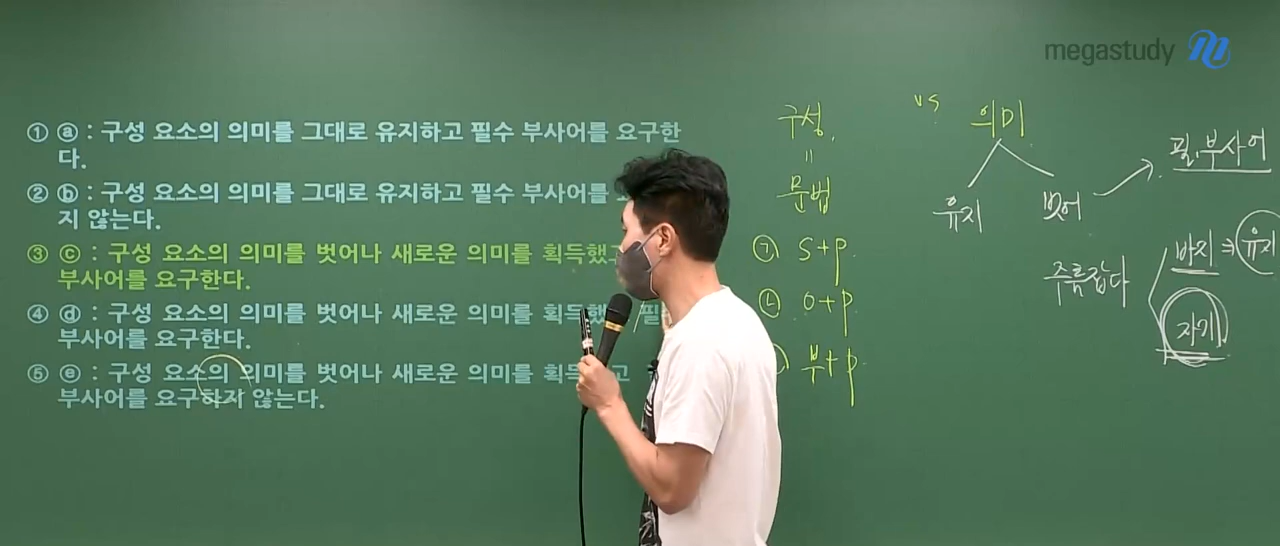 megastudy
① ⓐ : 구성 요소의 의미를 그대로 유지하고 필수 부사어를 요구한
다.
② ⓑ : 구성 요소의 의미를 그대로 유지하고 필수 부사어를
지 않는다.
③ ⓒ : 구성 요소의 의미를 벗어나 새로운 의미를 획득했고
부사어를 요구한다.
④ ⓓ : 구성 요소의 의미를 벗어나 새로운 의미를 획득했
부사어를 요구한다.
⑤ ⓔ : 구성 요소의 의미를 벗어나 새로운 의미를 획득
고
부사어를 요구하지 않는다.
구성
=
문법
㉠ S+P
㉡ O+P
부+P
vs
의미
유지
벗어
필.부사어
주름잡다
바지 ⇒ 유지
자기